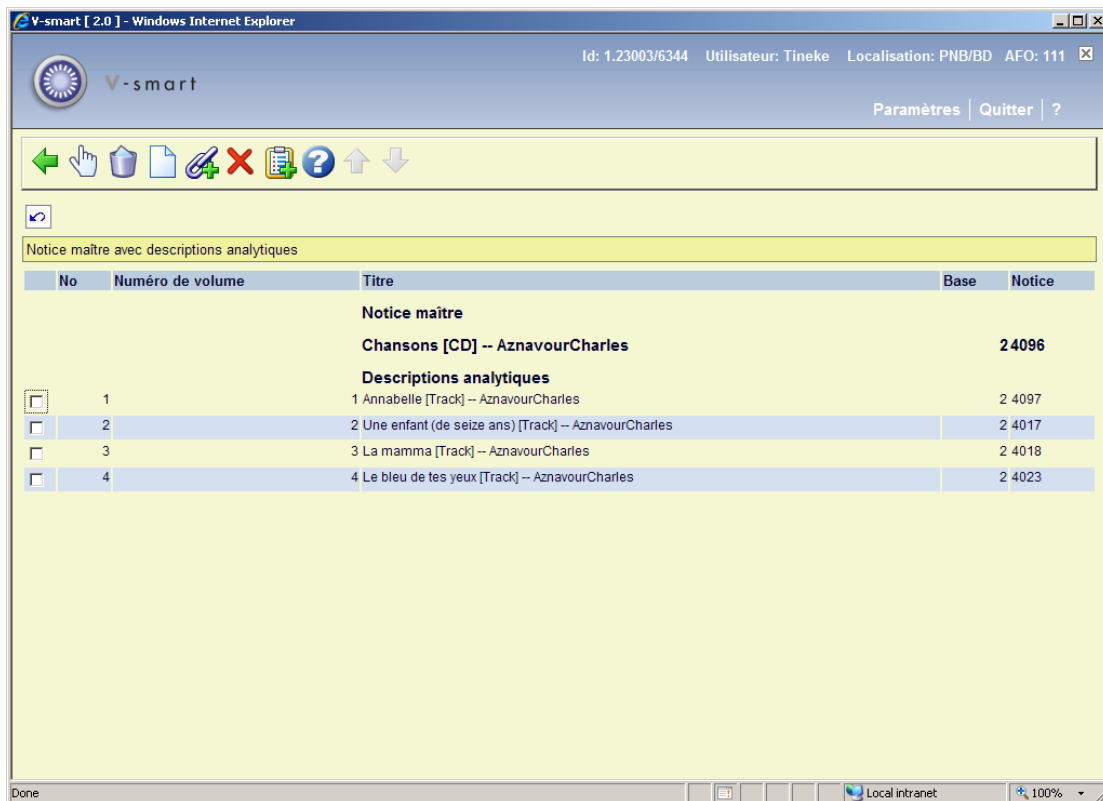 V-smart [ 2.0 ] - Windows Internet Explorer
Id: 1.23003/6344 Utilisateur: Tineke Localisation: PNB/BD AFO: 111
V-smart
Paramètres | Quitter | ?
Notice maître avec descriptions analytiques
No Numéro de volume Titre Base Notice
Notice maître
Chansons [CD] -- AznavourCharles 2 4096
Descriptions analytiques
1 1 Annabelle [Track] -- AznavourCharles 2 4097
2 2 Une enfant (de seize ans) [Track] -- AznavourCharles 2 4017
3 3 La mamma [Track] -- AznavourCharles 2 4018
4 4 Le bleu de tes yeux [Track] -- AznavourCharles 2 4023
Done Local intranet 100%